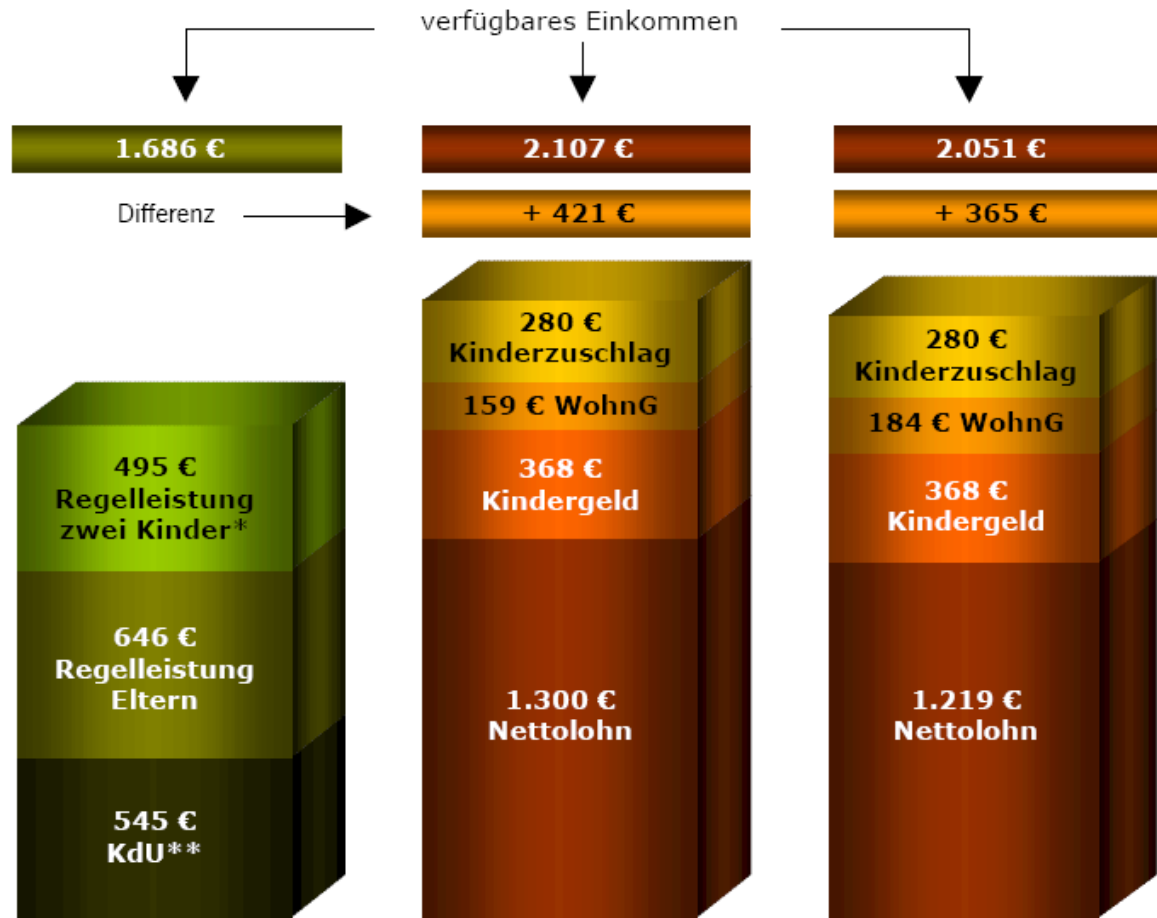 verfügbares Einkommen
1.686 €
2.107 €
2.051 €
Differenz
+ 421 €
+ 365 €
495 €
Regelleistung
zwei Kinder*
646 €
Regelleistung
Eltern
545 €
KdU**
280 €
Kinderzuschlag
159 € WohnG
368 €
Kindergeld
1.300 €
Nettolohn
280 €
Kinderzuschlag
184 € WohnG
368 €
Kindergeld
1.219 €
Nettolohn